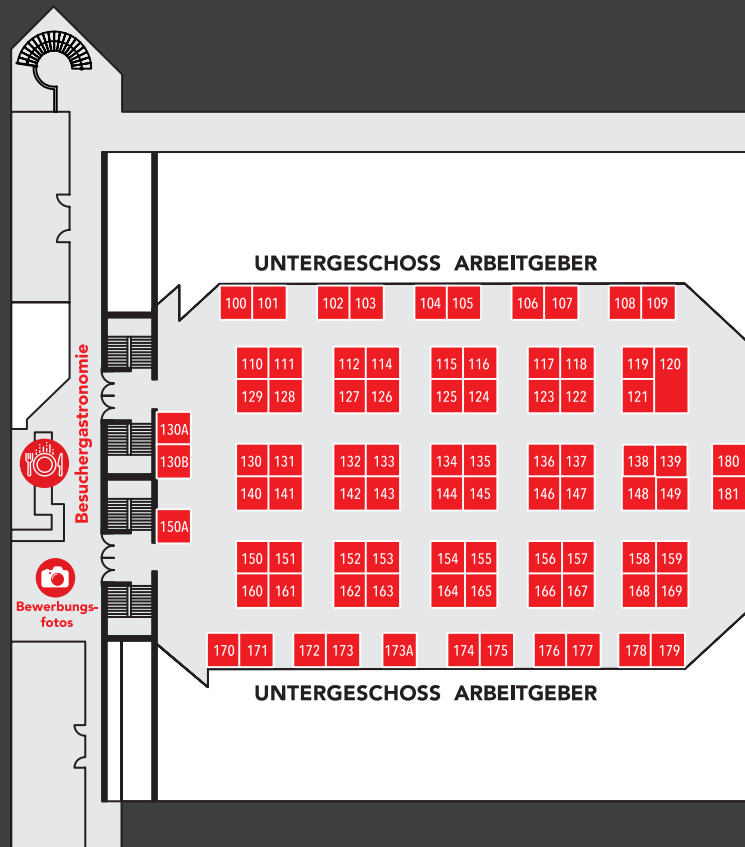 UNTERGESCHOSS ARBEITGEBER
100 101 102 103 104 105 106 107 108 109
110 111 112 114 115 116 117 118 119 120
129 128 127 126 125 124 123 122 121
130A
130B
130 131 132 133 134 135 136 137 138 139 180
140 141 142 143 144 145 146 147 148 149 181
150A
150 151 152 153 154 155 156 157 158 159
160 161 162 163 164 165 166 167 168 169
170 171 172 173 173A 174 175 176 177 178 179
UNTERGESCHOSS ARBEITGEBER
Besuchergastronomie
Bewerbungs-
fotos